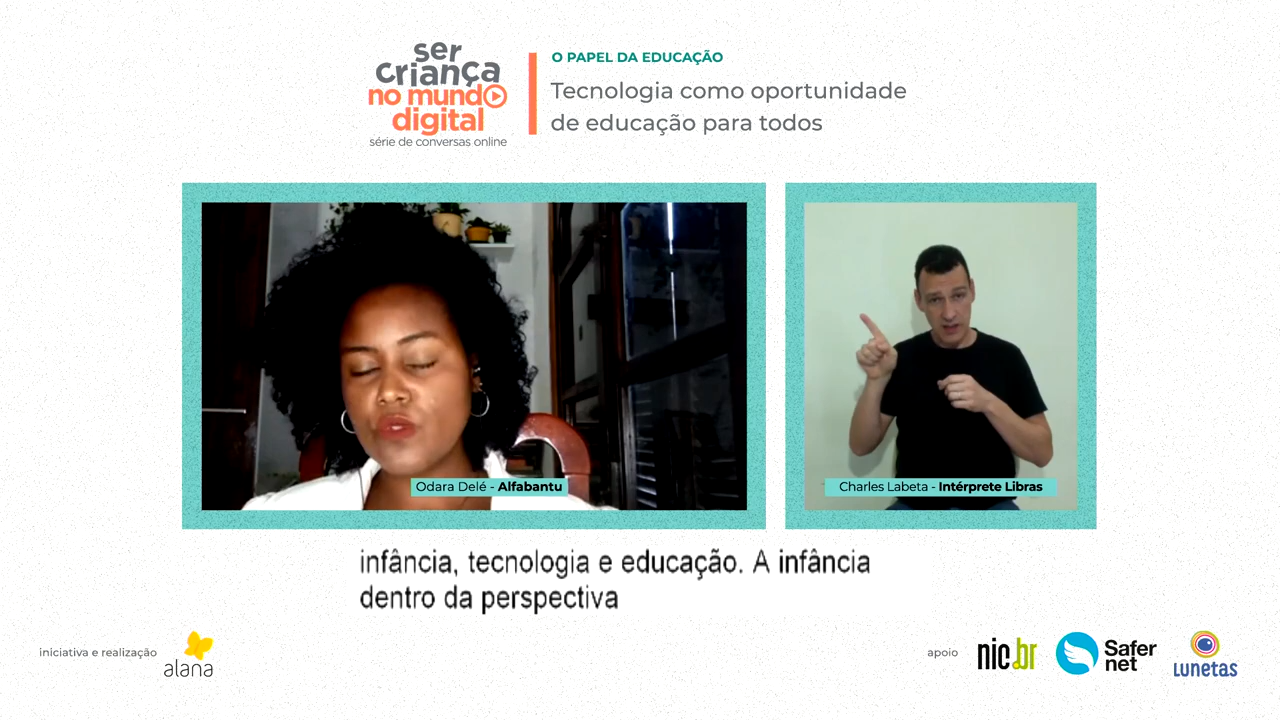 ser
criança
no mundo
digital
série de conversas online
O PAPEL DA EDUCAÇÃO
Tecnologia como oportunidade
de educação para todos
Odara Delé - Alfabantu
Charles Labeta - Intérprete Libras
infância, tecnologia e educação. A infância
dentro da perspectiva
iniciativa e realização
alana
apoio
nic.br
Safer
net
Lunetas